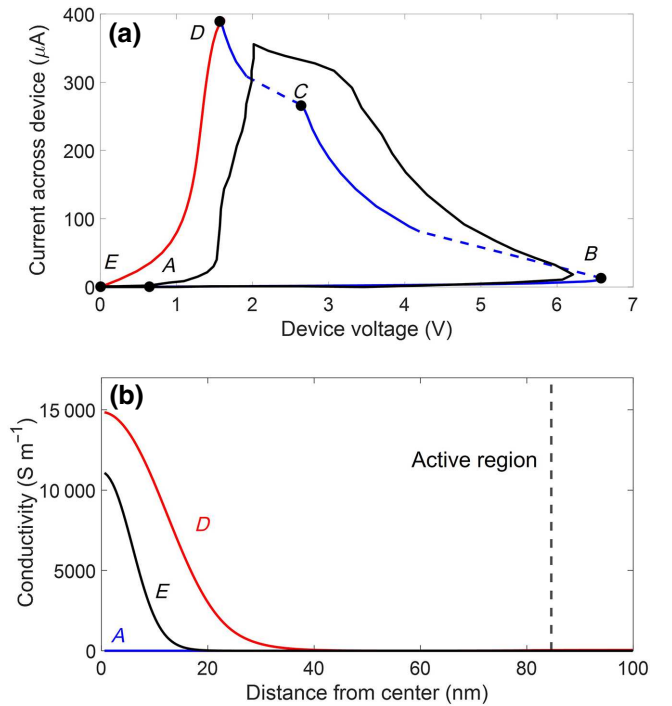 (a)
400
300
200
100
0
Current across device (μA)
D
C
E
A
B
0 1 2 3 4 5 6 7
Device voltage (V)
(b)
15 000
10 000
5000
0
Conductivity (S m⁻¹)
Active region
D
E
A
0 20 40 60 80 100
Distance from center (nm)